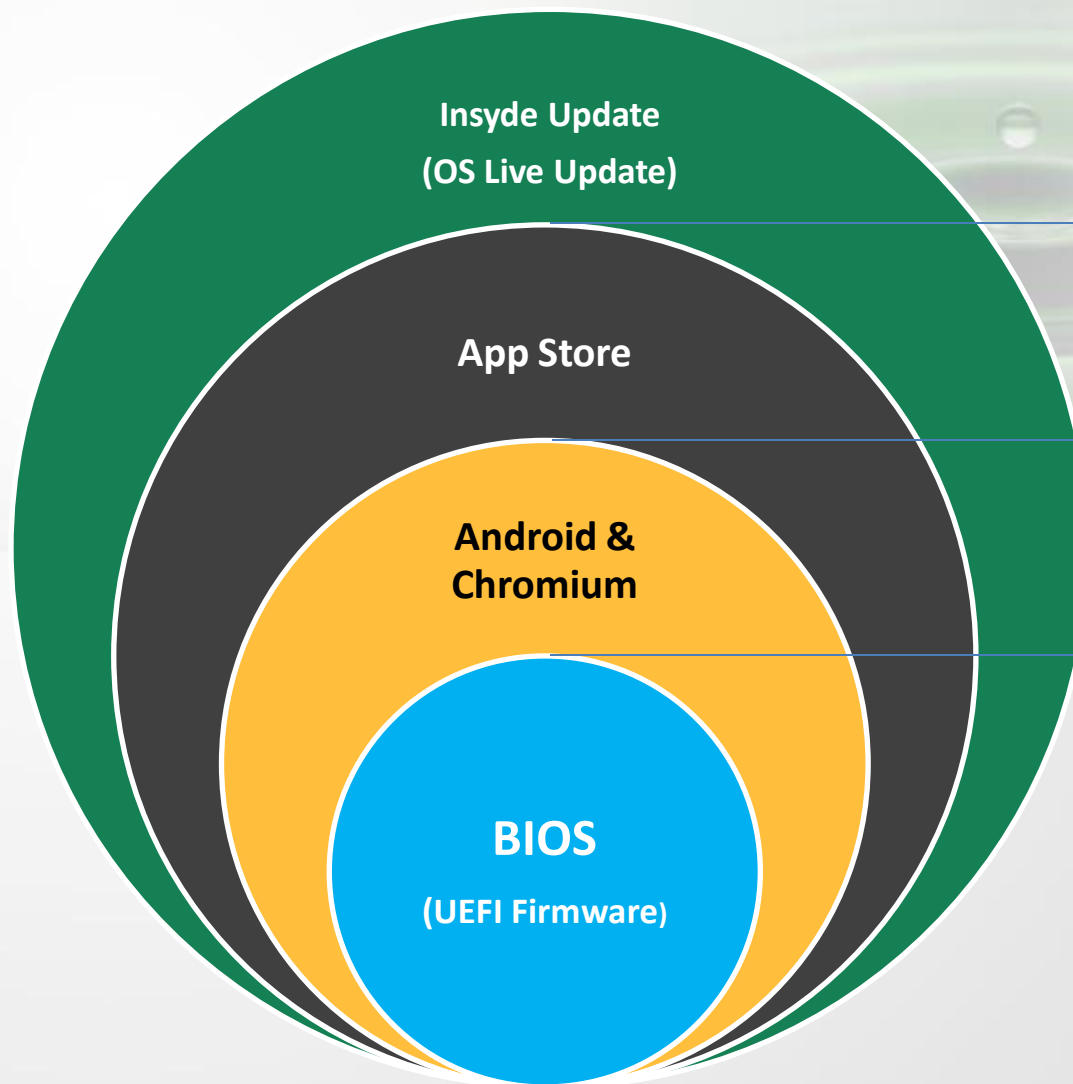 Insyde Update
(OS Live Update)
App Store
Android &
Chromium
BIOS
(UEFI Firmware)